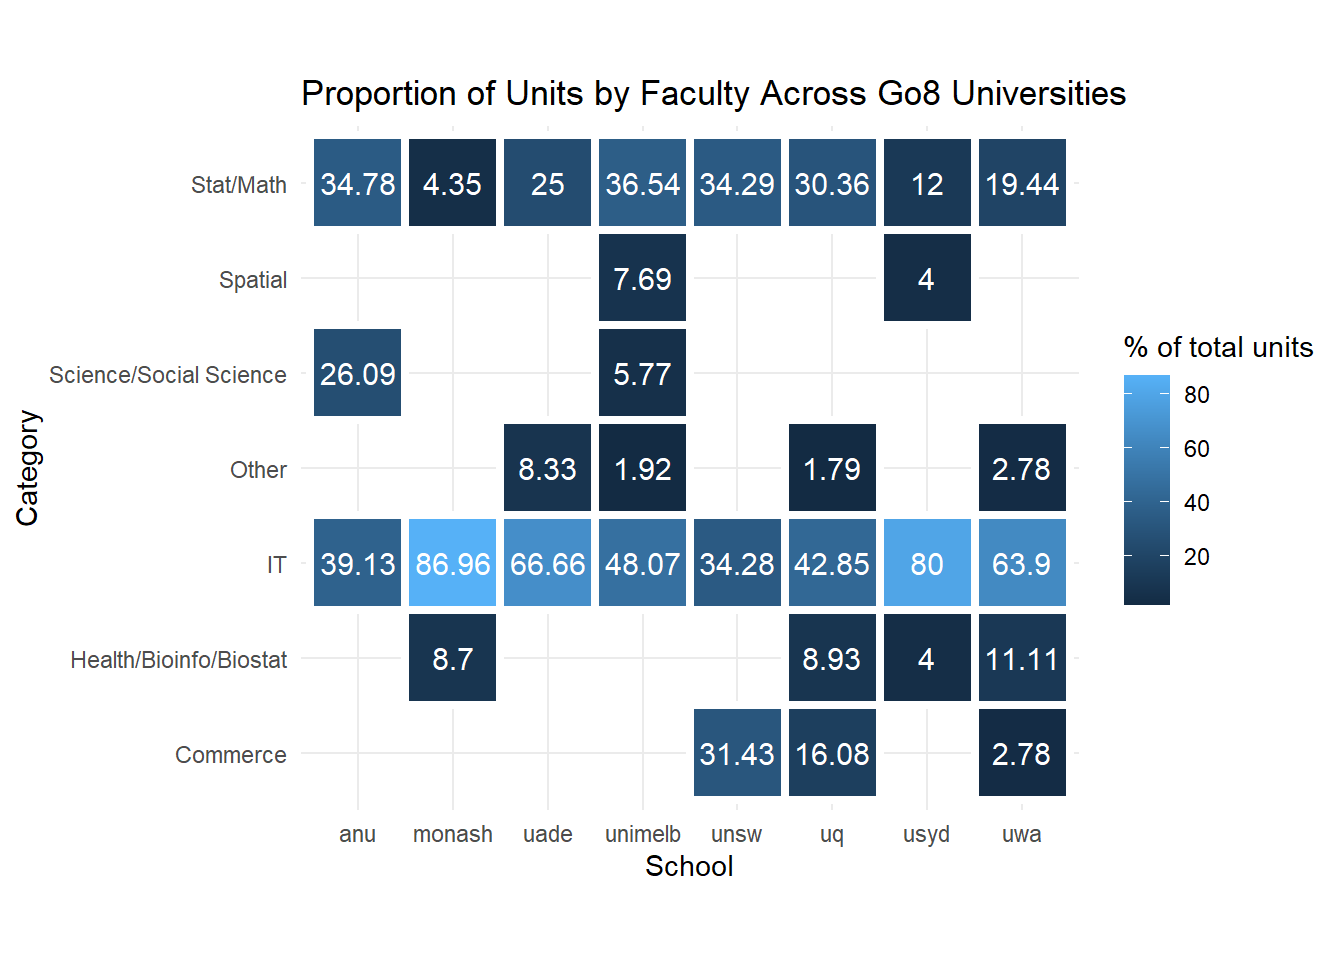 Proportion of Units by Faculty Across Go8 Universities
Stat/Math 34.78 4.35 25 36.54 34.29 30.36 12 19.44
Spatial 7.69 4
Science/Social Science 26.09 5.77
Other 8.33 1.92 1.79 2.78
IT 39.13 86.96 66.66 48.07 34.28 42.85 80 63.9
Health/Bioinfo/Biostat 8.7 8.93 4 11.11
Commerce 31.43 16.08 2.78
anu monash uade unimelb unsw uq usyd uwa
School
Category
% of total units
80
60
40
20